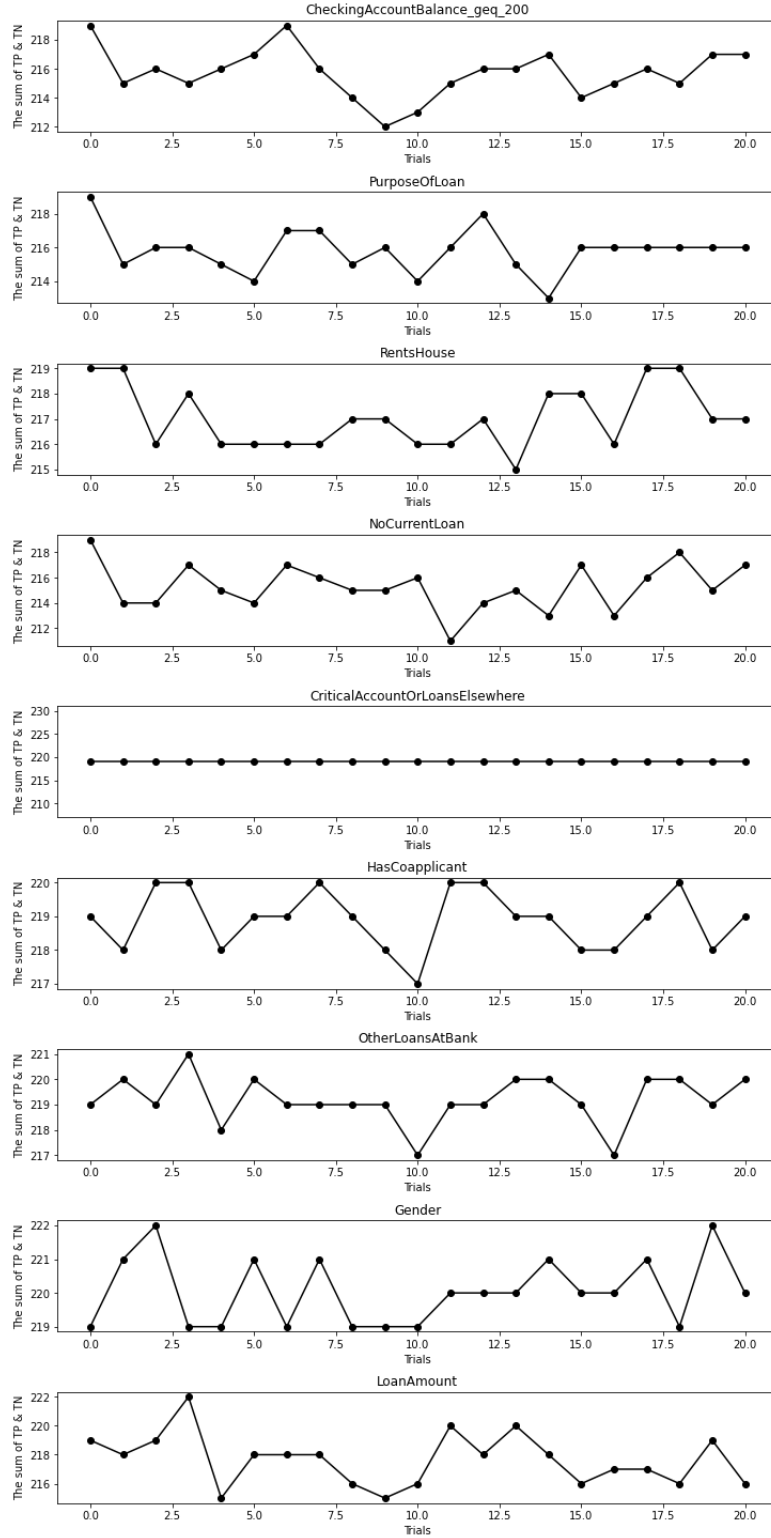 CheckingAccountBalance_geq_200
The sum of TP & TN
218
216
214
212
0.0 2.5 5.0 7.5 10.0 12.5 15.0 17.5 20.0
Trials
PurposeOfLoan
The sum of TP & TN
218
216
214
0.0 2.5 5.0 7.5 10.0 12.5 15.0 17.5 20.0
Trials
RentsHouse
The sum of TP & TN
219
218
217
216
215
0.0 2.5 5.0 7.5 10.0 12.5 15.0 17.5 20.0
Trials
NoCurrentLoan
The sum of TP & TN
218
216
214
212
0.0 2.5 5.0 7.5 10.0 12.5 15.0 17.5 20.0
Trials
CriticalAccountOrLoansElsewhere
The sum of TP & TN
230
225
220
215
210
0.0 2.5 5.0 7.5 10.0 12.5 15.0 17.5 20.0
Trials
HasCoapplicant
The sum of TP & TN
220
219
218
217
0.0 2.5 5.0 7.5 10.0 12.5 15.0 17.5 20.0
Trials
OtherLoansAtBank
The sum of TP & TN
221
220
219
218
217
0.0 2.5 5.0 7.5 10.0 12.5 15.0 17.5 20.0
Trials
Gender
The sum of TP & TN
222
221
220
219
0.0 2.5 5.0 7.5 10.0 12.5 15.0 17.5 20.0
Trials
LoanAmount
The sum of TP & TN
222
220
218
216
0.0 2.5 5.0 7.5 10.0 12.5 15.0 17.5 20.0
Trials